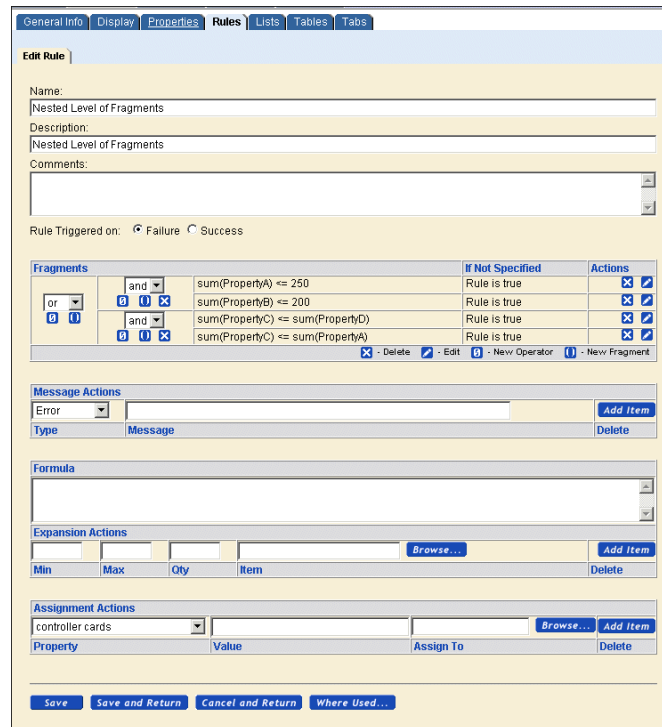 General Info Display Properties Rules Lists Tables Tabs
Edit Rule
Name:
Nested Level of Fragments
Description:
Nested Level of Fragments
Comments:
Rule Triggered on: Failure Success
Fragments If Not Specified Actions
or and sum(PropertyA) <= 250 Rule is true
sum(PropertyB) <= 200 Rule is true
and sum(PropertyC) <= sum(PropertyD) Rule is true
sum(PropertyC) <= sum(PropertyA) Rule is true
- Delete - Edit - New Operator - New Fragment
Message Actions
Error Add Item
Type Message Delete
Formula
Expansion Actions
Browse... Add Item
Min Max Qty Item Delete
Assignment Actions
controller cards Browse... Add Item
Property Value Assign To Delete
Save Save and Return Cancel and Return Where Used...